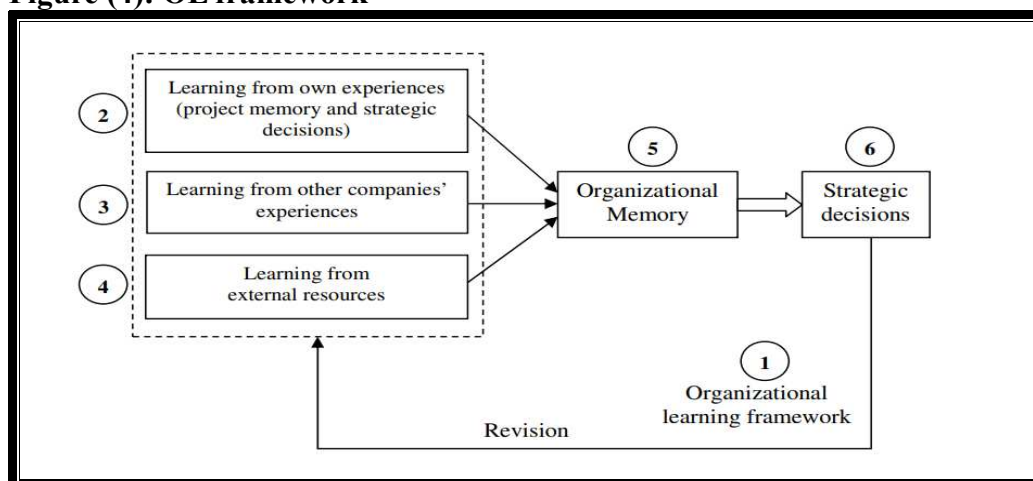 Figure (4): OL framework
2
Learning from own experiences
(project memory and strategic
decisions)
3
Learning from other companies’
experiences
4
Learning from
external resources
5
Organizational
Memory
6
Strategic
decisions
1
Organizational
learning framework
Revision